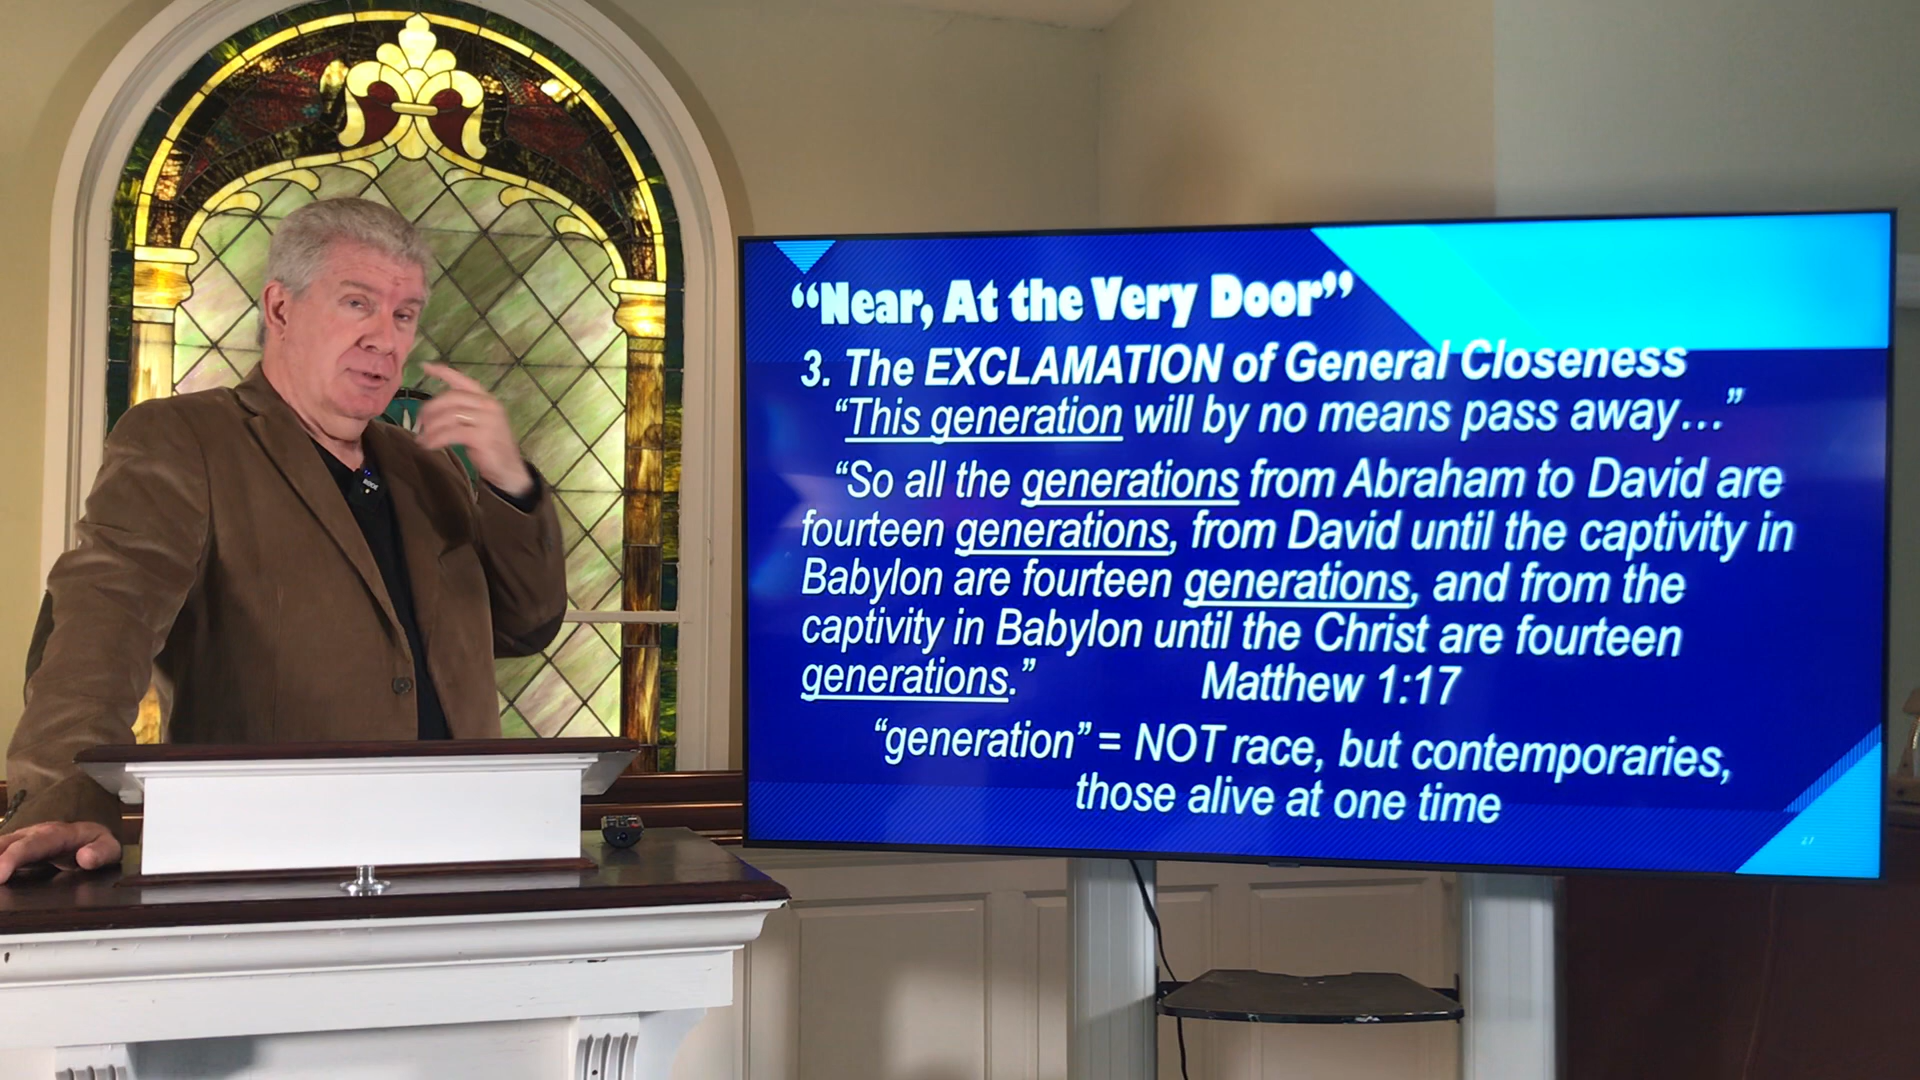 “Near, At the Very Door”
3. The EXCLAMATION of General Closeness
“This generation will by no means pass away…”
“So all the generations from Abraham to David are
fourteen generations, from David until the captivity in
Babylon are fourteen generations, and from the
captivity in Babylon until the Christ are fourteen
generations.” Matthew 1:17
“generation” = NOT race, but contemporaries,
those alive at one time
27
RODE